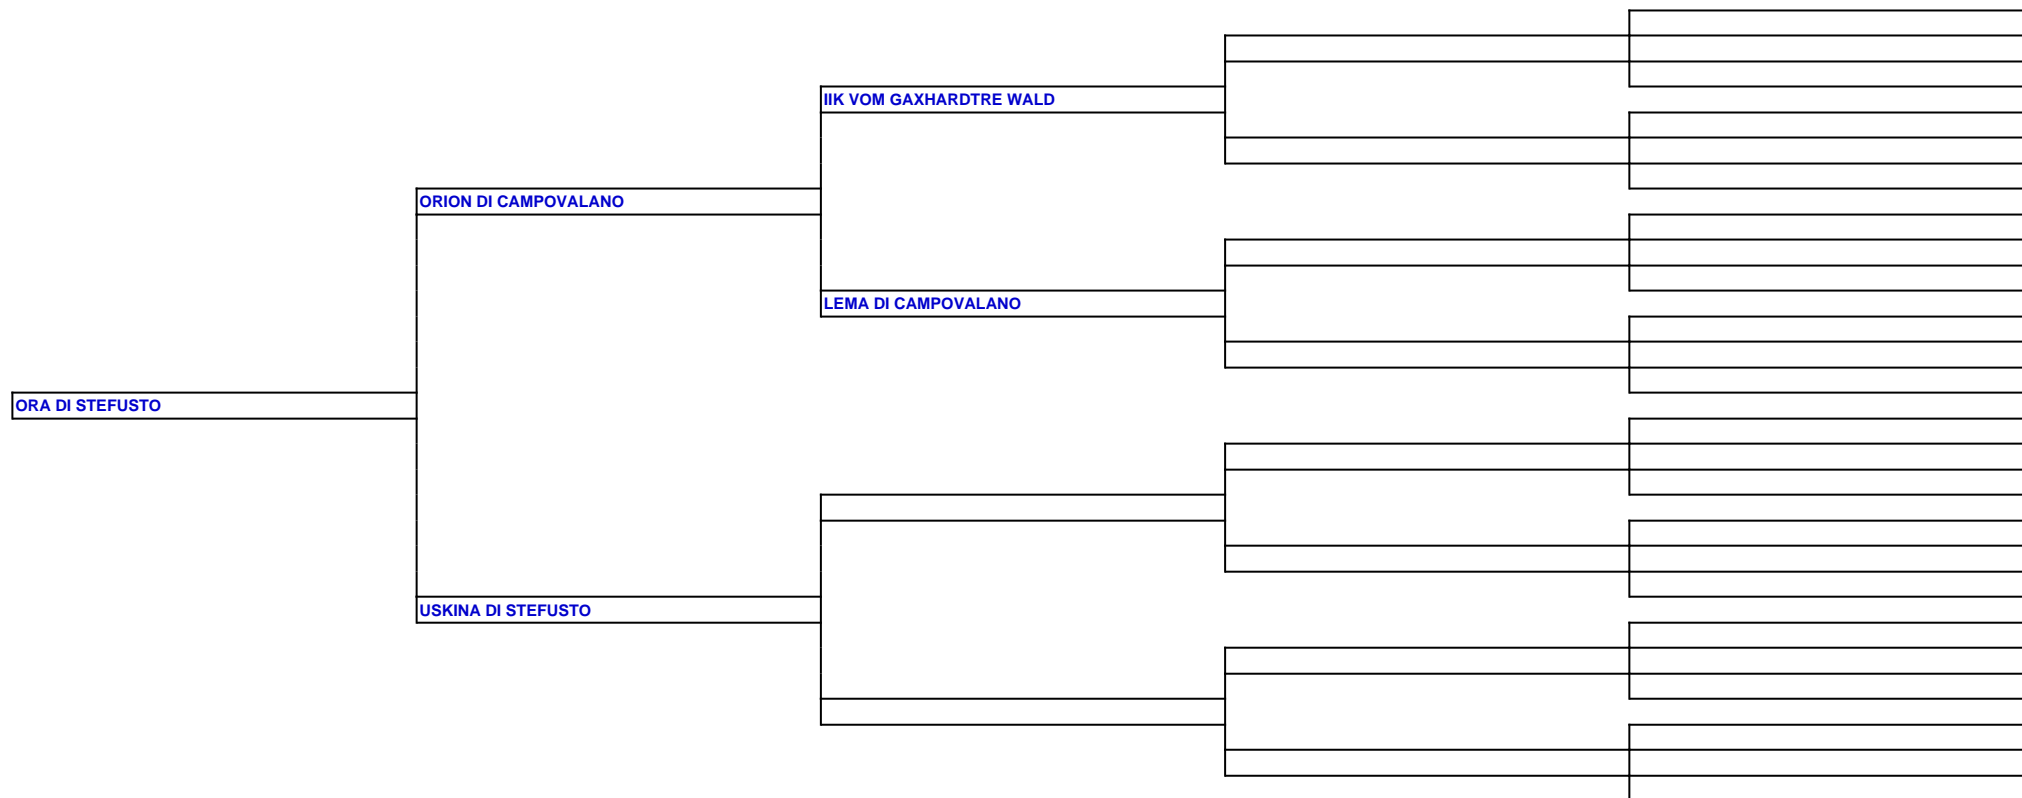 IIK VOM GAXHARDTRE WALD
ORION DI CAMPOVALANO
LEMA DI CAMPOVALANO
ORA DI STEFUSTO
USKINA DI STEFUSTO